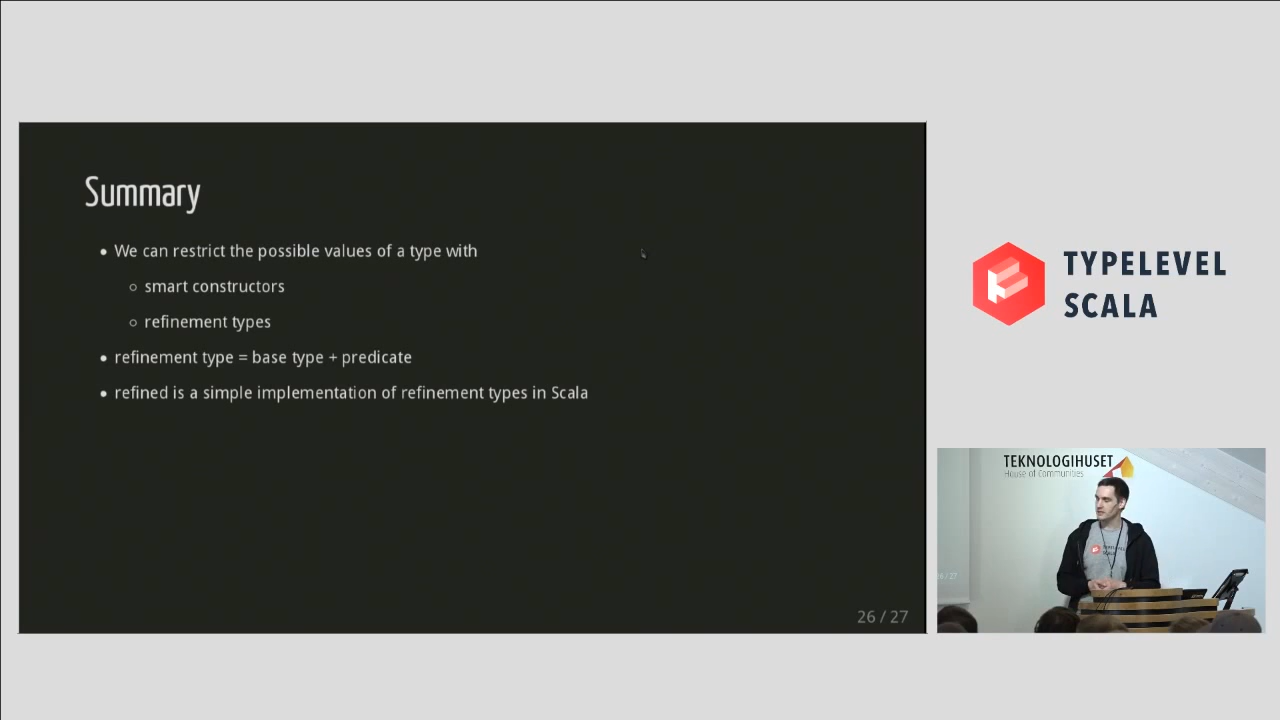 Summary
• We can restrict the possible values of a type with
○ smart constructors
○ refinement types
• refinement type = base type + predicate
• refined is a simple implementation of refinement types in Scala
26 / 27
TYPELEVEL
SCALA
TEKNOLOGIHUSET
House of Communities